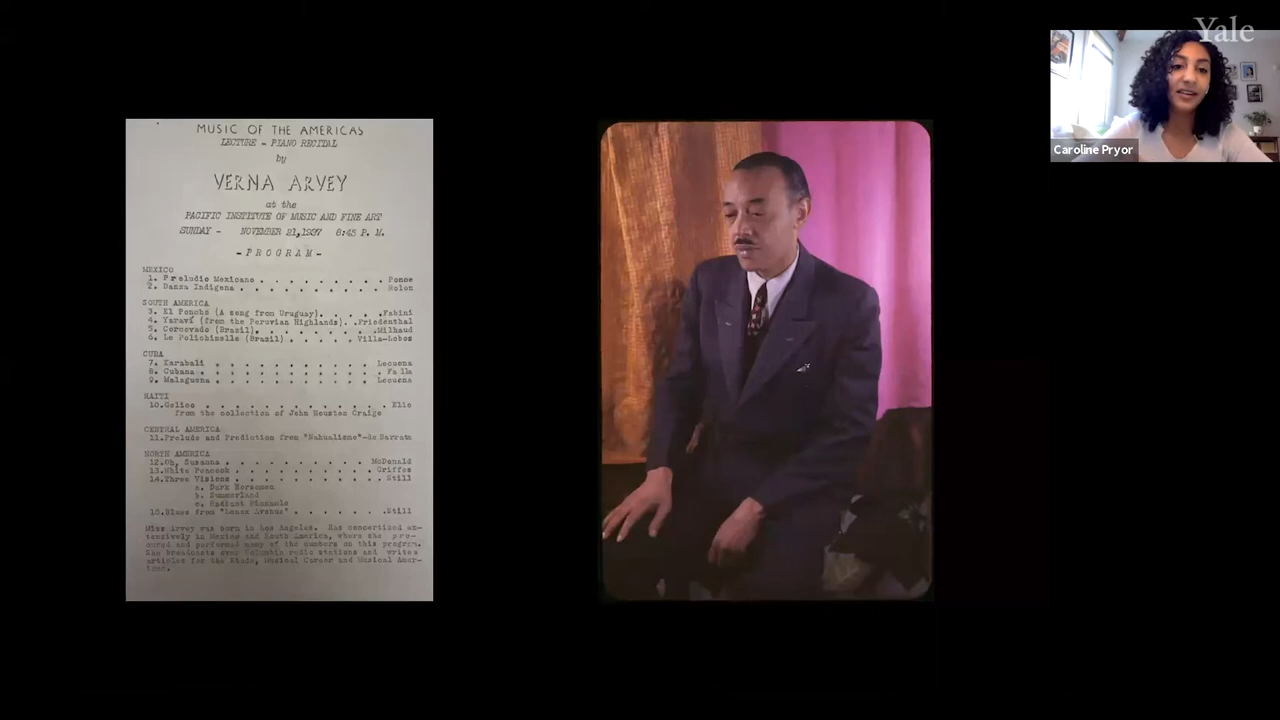 Yale
Caroline Pryor
MUSIC OF THE AMERICAS
LECTURE - PIANO RECITAL
by
VERNA ARVEY
at the
PACIFIC INSTITUTE OF MUSIC AND FINE ART
SUNDAY - NOVEMBER 21,1937 8:45 P. M.
-PROGRAM-
MEXICO
1. Preludio Mexicano . . . . . . . . . Ponce
2. Danza Indigena . . . . . . . . . . Rolon
SOUTH AMERICA
3. El Poncho (A song from Uruguay). . . .Fabini
4. Yaravi (from the Peruvian Highlands). .Friedenthal
5. Corcovado (Brazil). . . . . . . . .Milhaud
6. Le Polichinelle (Brazil) . . . . . Villa-Lobos
CUBA
7. Karabali . . . . . . . . . . . Lecuona
8. Cubana . . . . . . . . . . . . Falla
9. Malaguena . . . . . . . . . . . Lecuona
HAITI
10. . . . . . . . . . . . . Elie
from the collection of John Houston Craige
CENTRAL AMERICA
11.Prelude and Prediction from "Nahualismo"-de
NORTH AMERICA
12.Oh, Susanna . . . . . . . . . . McDonald
13.White Peacock . . . . . . . . . Griffes
14.Three Visions . . . . . . . . . Still
a. Dark Horsemen
b. Summerland
c. Radiant Pinnacle
15.Blues from "Lenox Avenue" . . . . . .Still
Miss Arvey was born in Los Angeles. Has concertized ex-
tensively in Mexico and South America, where she pro-
cured and performed many of the numbers on this program.
She broadcasts over Columbia radio stations and writes
articles for the Etude, Musical Courier and Musical Amer-
ica.